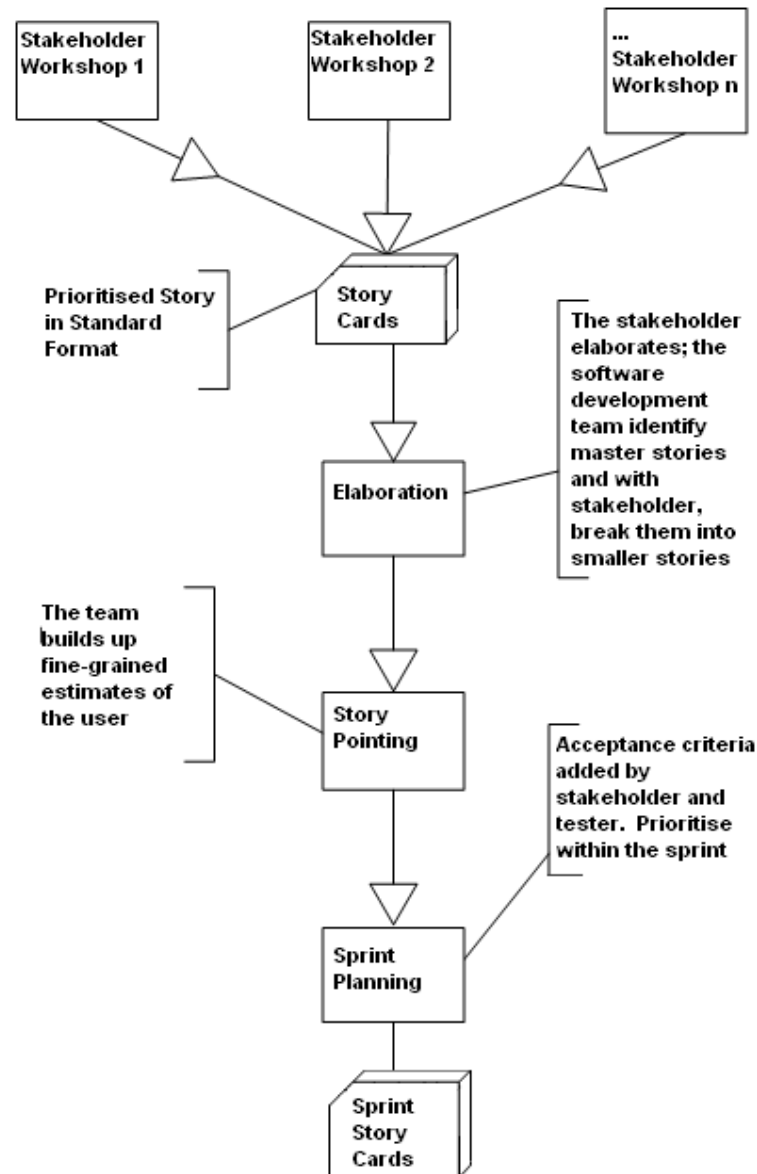 Stakeholder
Workshop 1
Stakeholder
Workshop 2
...
Stakeholder
Workshop n
Prioritised Story
in Standard
Format
Story
Cards
The stakeholder
elaborates; the
software
development
team identify
master stories
and with
stakeholder,
break them into
smaller stories
Elaboration
The team
builds up
fine-grained
estimates of
the user
Story
Pointing
Acceptance criteria
added by
stakeholder and
tester.  Prioritise
within the sprint
Sprint
Planning
Sprint
Story
Cards